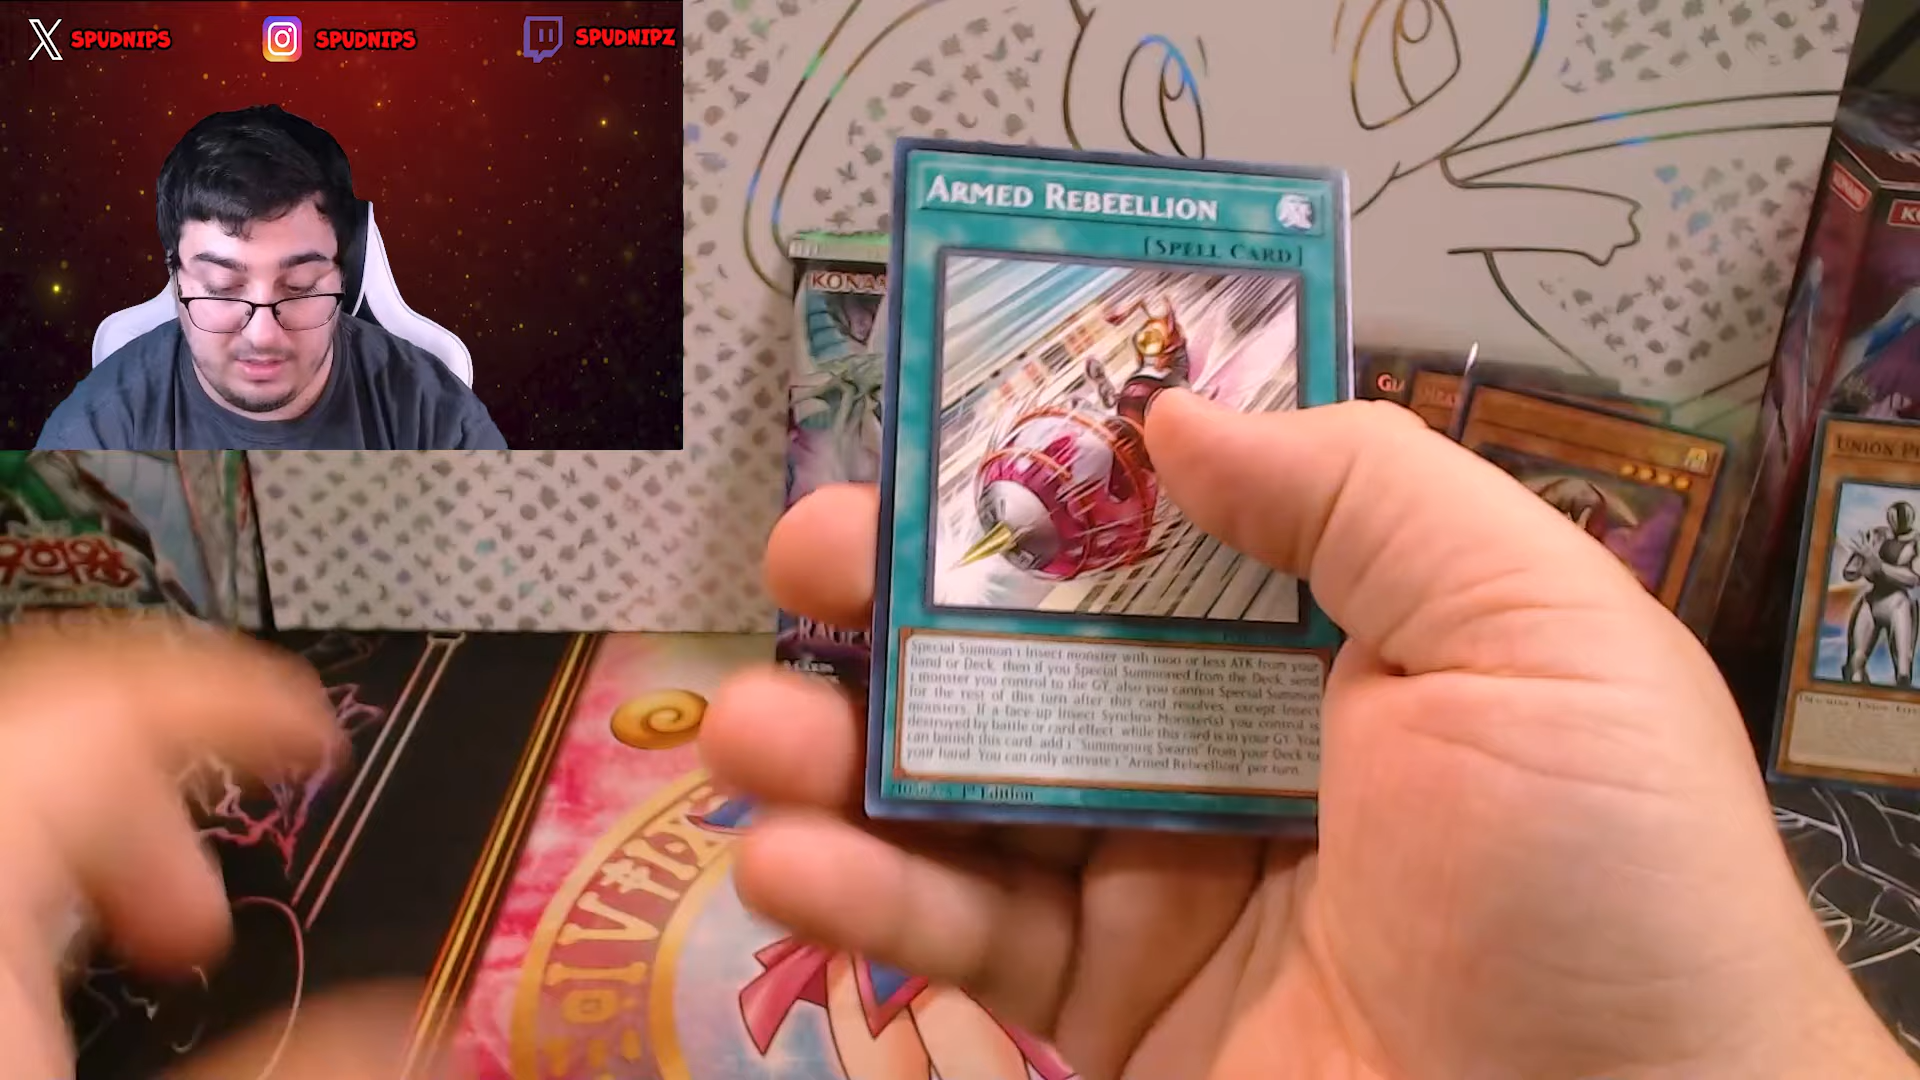 SPUDNIPS
SPUDNIPS
SPUDNIPZ
ARMED REBEELLION
[SPELL CARD]
KONA
UNION P
유희왕
Special Summon 1 Insect monster with 1000 or less ATK from your
hand or Deck, then if you Special Summoned from the Deck, send
1 monster you control to the GY, also you cannot Special Summon
for the rest of this turn after this card resolves, except Insect
monsters. If a face-up Insect Synchro Monster(s) you control is
destroyed by battle or card effect, while this card is in your GY: You
can banish this card; add 1 "Summoning Swarm" from your Deck to
your hand. You can only activate 1 "Armed Rebeellion" per turn.
1st Edition